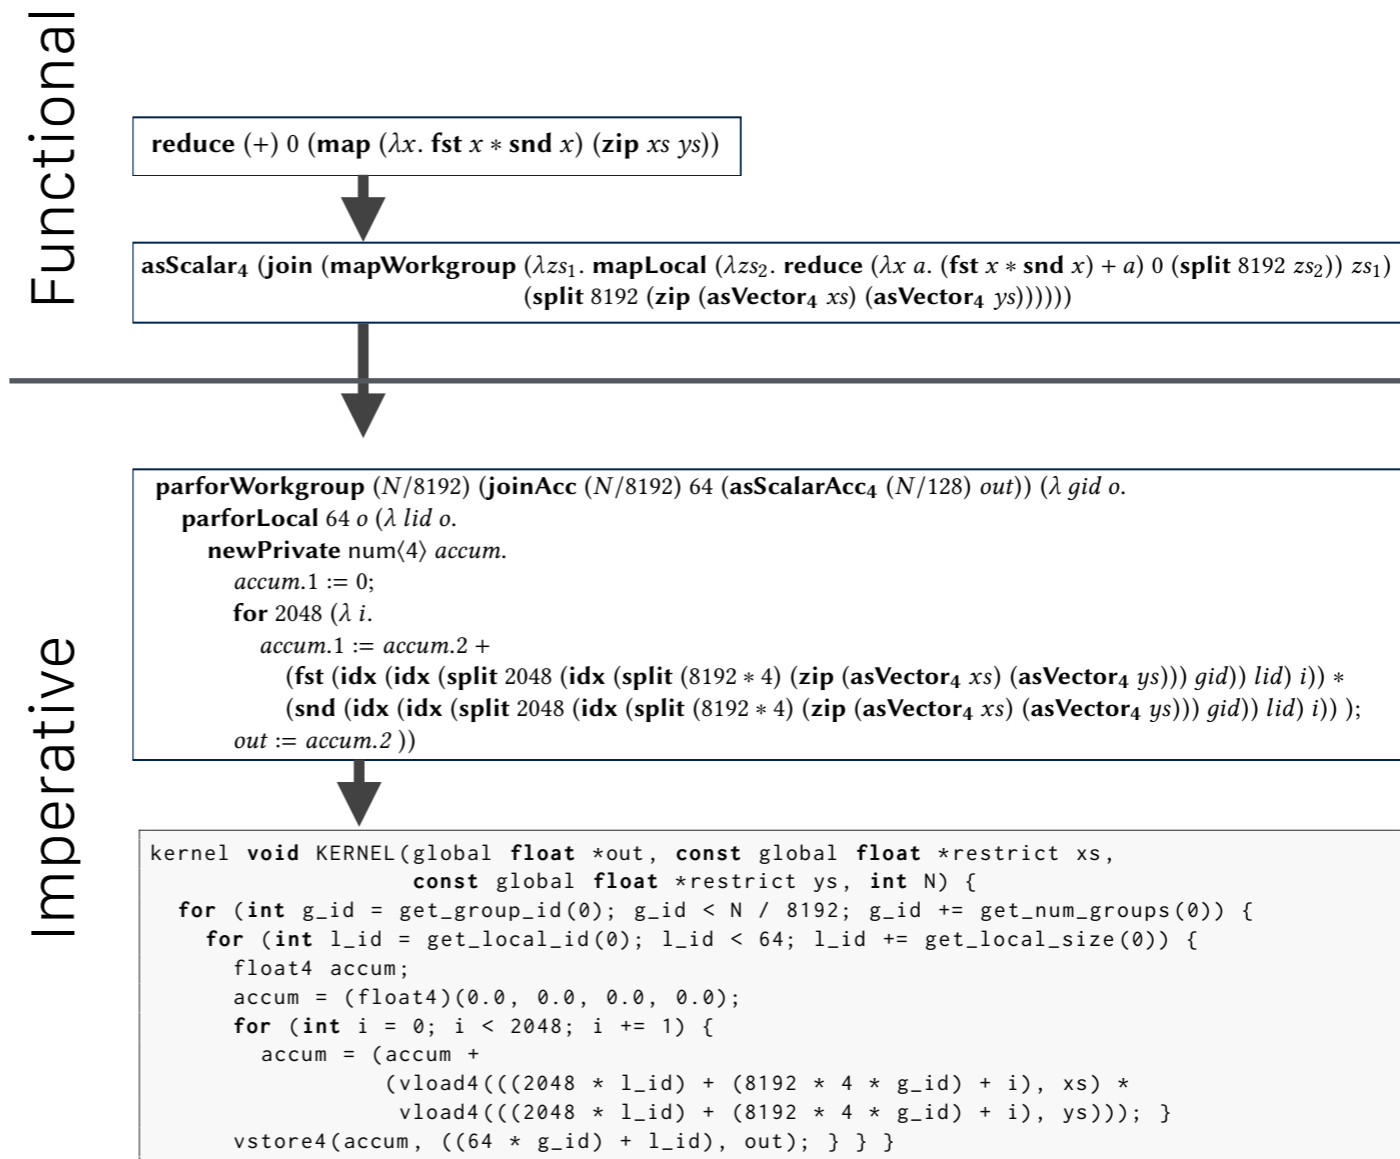 Functional
reduce (+) 0 (map (λx. fst x ∗ snd x) (zip xs ys))
asScalar₄ (join (mapWorkgroup (λzs₁. mapLocal (λzs₂. reduce (λx a. (fst x ∗ snd x) + a) 0 (split 8192 zs₂)) zs₁)
(split 8192 (zip (asVector₄ xs) (asVector₄ ys))))))
Imperative
parforWorkgroup (N/8192) (joinAcc (N/8192) 64 (asScalarAcc₄ (N/128) out)) (λ gid o.
parforLocal 64 o (λ lid o.
newPrivate num⟨4⟩ accum.
accum.1 := 0;
for 2048 (λ i.
accum.1 := accum.2 +
(fst (idx (idx (split 2048 (idx (split (8192 ∗ 4) (zip (asVector₄ xs) (asVector₄ ys))) gid)) lid) i)) ∗
(snd (idx (idx (split 2048 (idx (split (8192 ∗ 4) (zip (asVector₄ xs) (asVector₄ ys))) gid)) lid) i)) );
out := accum.2 ))
kernel void KERNEL(global float *out, const global float *restrict xs,
const global float *restrict ys, int N) {
for (int g_id = get_group_id(0); g_id < N / 8192; g_id += get_num_groups(0)) {
for (int l_id = get_local_id(0); l_id < 64; l_id += get_local_size(0)) {
float4 accum;
accum = (float4)(0.0, 0.0, 0.0, 0.0);
for (int i = 0; i < 2048; i += 1) {
accum = (accum +
(vload4(((2048 * l_id) + (8192 * 4 * g_id) + i), xs) *
vload4(((2048 * l_id) + (8192 * 4 * g_id) + i), ys))); }
vstore4(accum, ((64 * g_id) + l_id), out); } } }